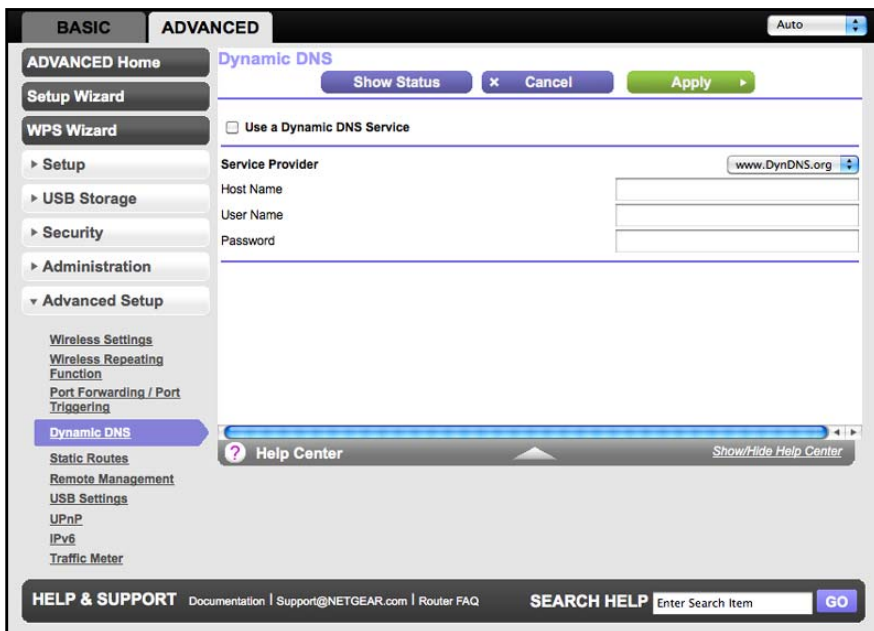 BASIC
ADVANCED
Auto
ADVANCED Home
Setup Wizard
WPS Wizard
Setup
USB Storage
Security
Administration
Advanced Setup
Wireless Settings
Wireless Repeating
Function
Port Forwarding / Port
Triggering
Dynamic DNS
Static Routes
Remote Management
USB Settings
UPnP
IPv6
Traffic Meter
Dynamic DNS
Show Status
× Cancel
Apply
Use a Dynamic DNS Service
Service Provider
www.DynDNS.org
Host Name
User Name
Password
? Help Center
Show/Hide Help Center
HELP & SUPPORT Documentation | Support@NETGEAR.com | Router FAQ
SEARCH HELP Enter Search Item GO